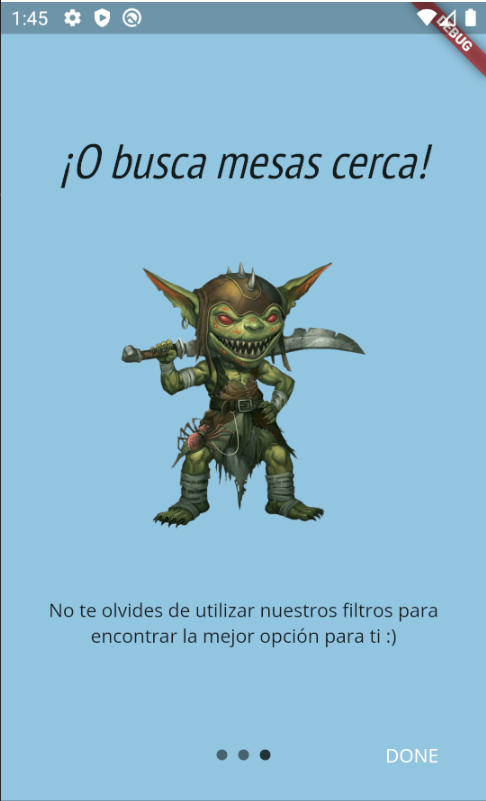 1:45
DEBUG
¡O busca mesas cerca!
No te olvides de utilizar nuestros filtros para
encontrar la mejor opción para ti :)
DONE